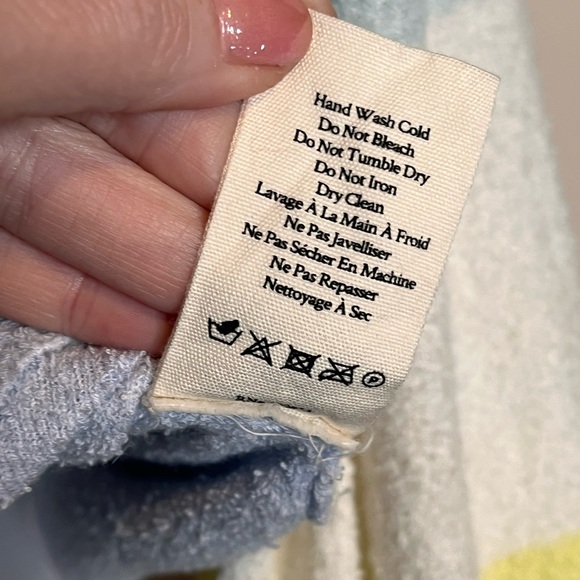 Hand Wash Cold
Do Not Bleach
Do Not Tumble Dry
Do Not Iron
Dry Clean
Lavage À La Main À Froid
Ne Pas Javelliser
Ne Pas Sécher En Machine
Ne Pas Repasser
Nettoyage À Sec
P